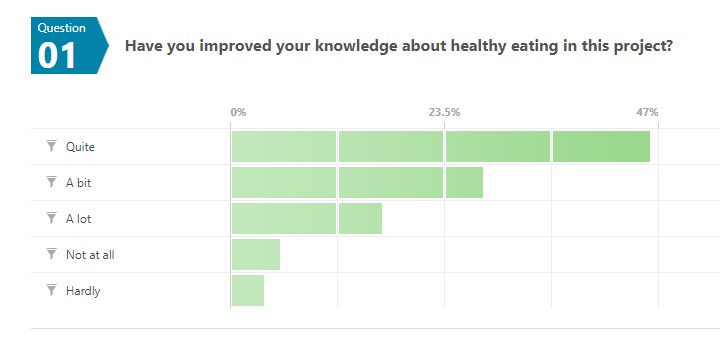 Question
01
Have you improved your knowledge about healthy eating in this project?
0% 23.5% 47%
Quite
A bit
A lot
Not at all
Hardly